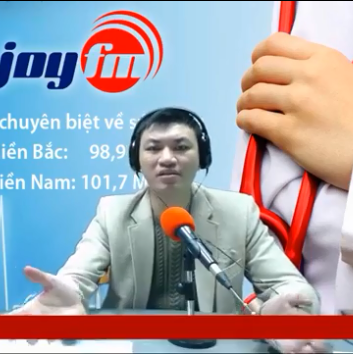 joy fm
chuyên biệt về s
iền Bắc: 98,9
iền Nam: 101,7 M